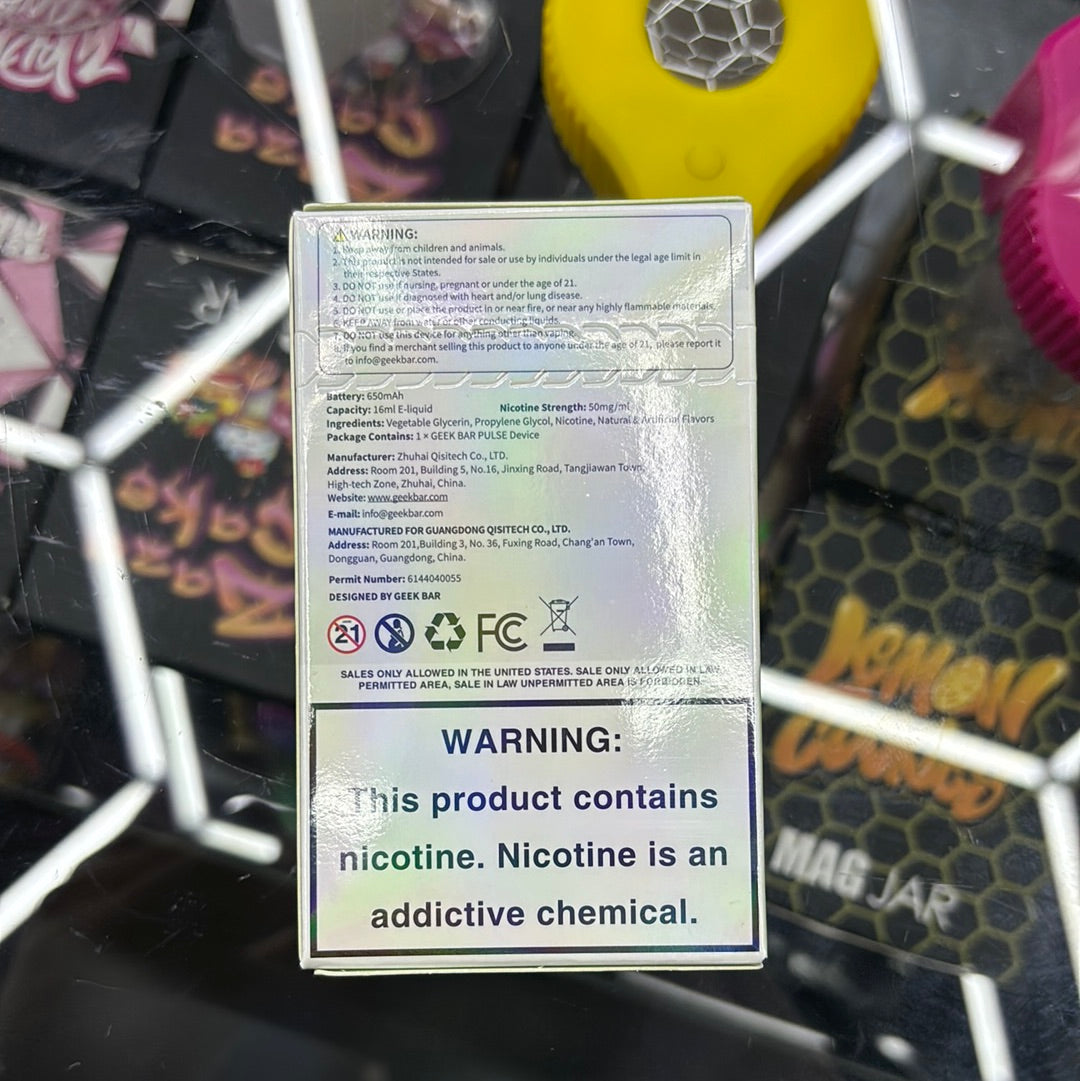 WARNING:
1. Keep away from children and animals.
2. This product is not intended for sale or use by individuals under the legal age limit in
their respective States.
3. DO NOT use if nursing, pregnant or under the age of 21.
4. DO NOT use if diagnosed with heart and/or lung disease.
5. DO NOT use or place the product in or near fire, or near any highly flammable materials.
6. KEEP AWAY from water or other conducting liquids.
7. DO NOT use this device for anything other than vaping.
8. If you find a merchant selling this product to anyone under the age of 21, please report it
to info@geekbar.com.
Battery: 650mAh
Capacity: 16ml E-liquid Nicotine Strength: 50mg/ml
Ingredients: Vegetable Glycerin, Propylene Glycol, Nicotine, Natural & Artificial Flavors
Package Contains: 1 × GEEK BAR PULSE Device
Manufacturer: Zhuhai Qisitech Co., LTD.
Address: Room 201, Building 5, No.16, Jinxing Road, Tangjiawan Town,
High-tech Zone, Zhuhai, China.
Website: www.geekbar.com
E-mail: info@geekbar.com
MANUFACTURED FOR GUANGDONG QISITECH CO., LTD.
Address: Room 201,Building 3, No. 36, Fuxing Road, Chang'an Town,
Dongguan, Guangdong, China.
Permit Number: 6144040055
DESIGNED BY GEEK BAR
21
FC
SALES ONLY ALLOWED IN THE UNITED STATES. SALE ONLY ALLOWED IN LAW
PERMITTED AREA, SALE IN LAW UNPERMITTED AREA IS FORBIDDEN.
WARNING:
This product contains
nicotine. Nicotine is an
addictive chemical.
LEMON
COOKIES
MAG JAR